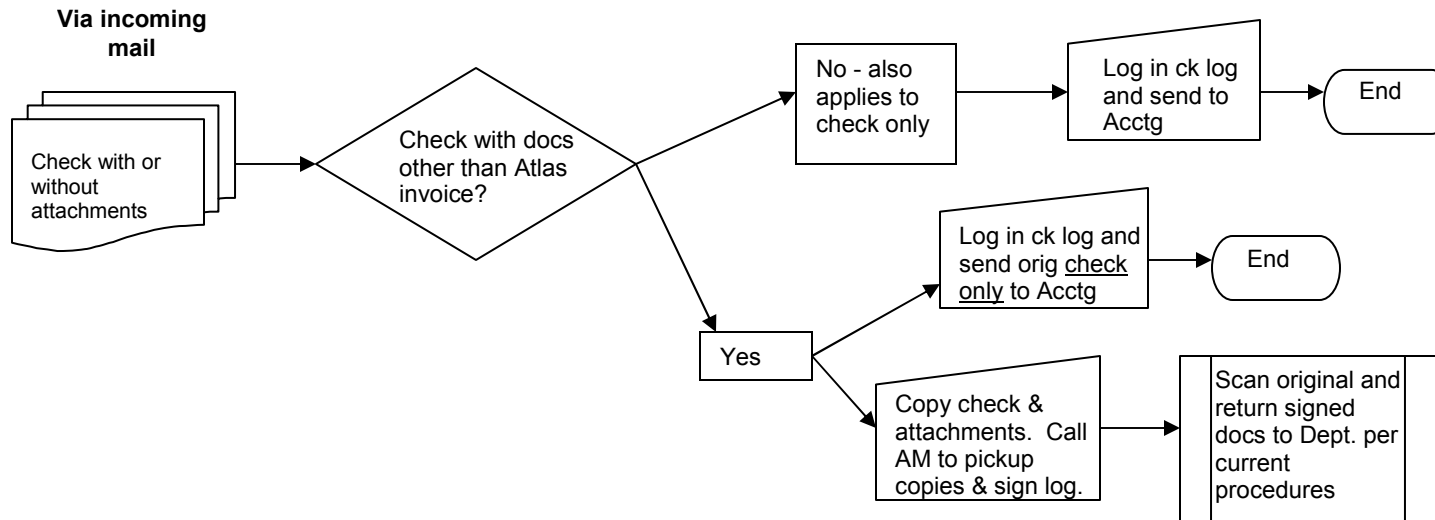 Via incoming
mail
Check with or
without
attachments
Check with docs
other than Atlas
invoice?
No - also
applies to
check only
Log in ck log
and send to
Acctg
End
Log in ck log and
send orig check
only to Acctg
End
Yes
Copy check &
attachments.  Call
AM to pickup
copies & sign log.
Scan original and
return signed
docs to Dept. per
current
procedures